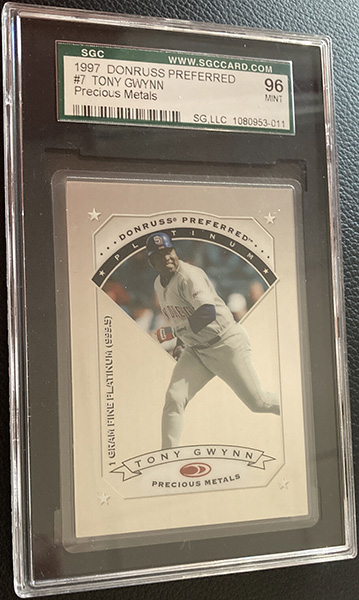 SGC
WWW.SGCCARD.COM
1997 DONRUSS PREFERRED
#7 TONY GWYNN
Precious Metals
96
MINT
SG,LLC 1080953-011
DONRUSS® PREFERRED
PLATINUM
1 GRAM FINE PLATINUM (999.5)
TONY GWYNN
PRECIOUS METALS